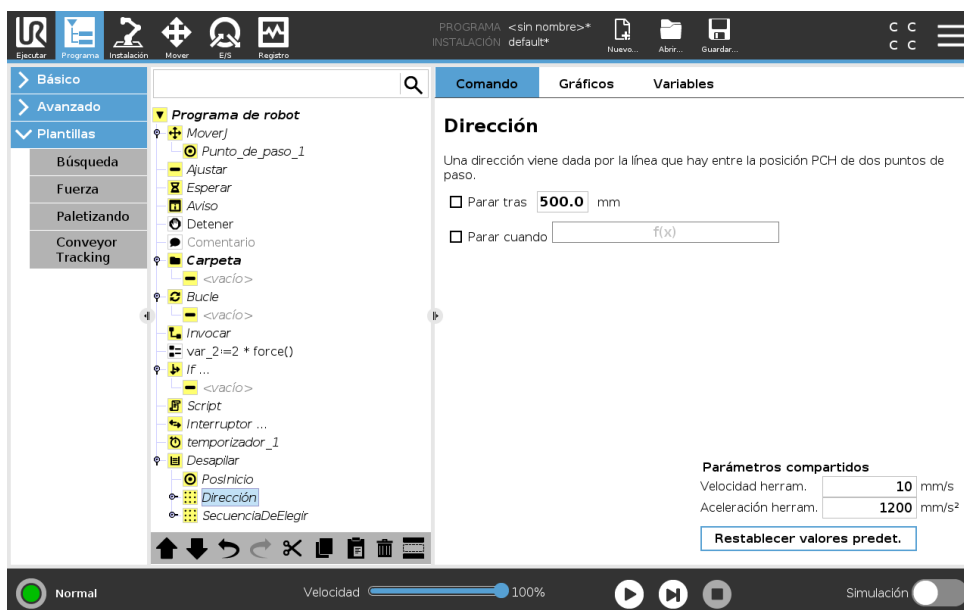 Ejecutar
Programa
Instalación
Mover
E/S
Registro
PROGRAMA <sin nombre>*
INSTALACIÓN default*
Nuevo...
Abrir...
Guardar...
C C
C C
Básico
Avanzado
Plantillas
Búsqueda
Fuerza
Paletizando
Conveyor
Tracking
Programa de robot
MoverJ
Punto_de_paso_1
Ajustar
Esperar
Aviso
Detener
Comentario
Carpeta
<vacío>
Bucle
<vacío>
Invocar
var_2:=2 * force()
If ...
<vacío>
Script
Interruptor ...
temporizador_1
Desapilar
PosInicio
Dirección
SecuenciaDeElegir
Comando
Gráficos
Variables
Dirección
Una dirección viene dada por la línea que hay entre la posición PCH de dos puntos de
paso.
Parar tras 500.0 mm
Parar cuando f(x)
Parámetros compartidos
Velocidad herram. 10 mm/s
Aceleración herram. 1200 mm/s²
Restablecer valores predet.
Normal
Velocidad 100%
Simulación